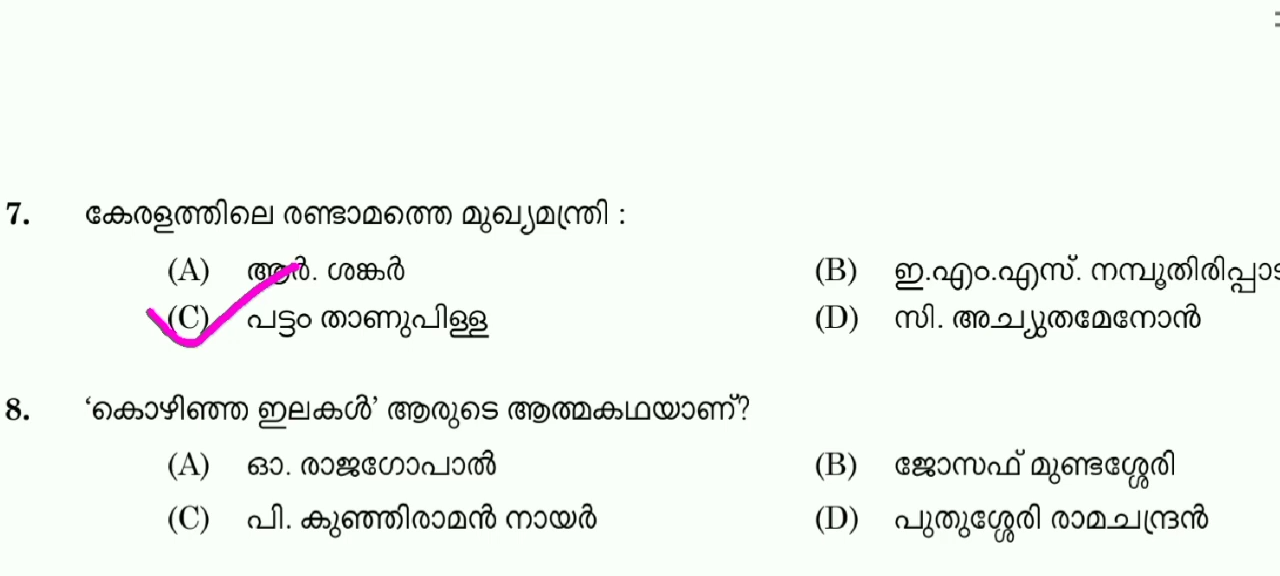 7. കേരളത്തിലെ രണ്ടാമത്തെ മുഖ്യമന്ത്രി :
(A) ആർ. ശങ്കർ (B) ഇ.എം.എസ്. നമ്പൂതിരിപ്പാട
(C) പട്ടം താണുപിള്ള (D) സി. അച്യുതമേനോൻ
8. ‘കൊഴിഞ്ഞ ഇലകൾ’ ആരുടെ ആത്മകഥയാണ്?
(A) ഓ. രാജഗോപാൽ (B) ജോസഫ് മുണ്ടശ്ശേരി
(C) പി. കുഞ്ഞിരാമൻ നായർ (D) പുതുശ്ശേരി രാമചന്ദ്രൻ